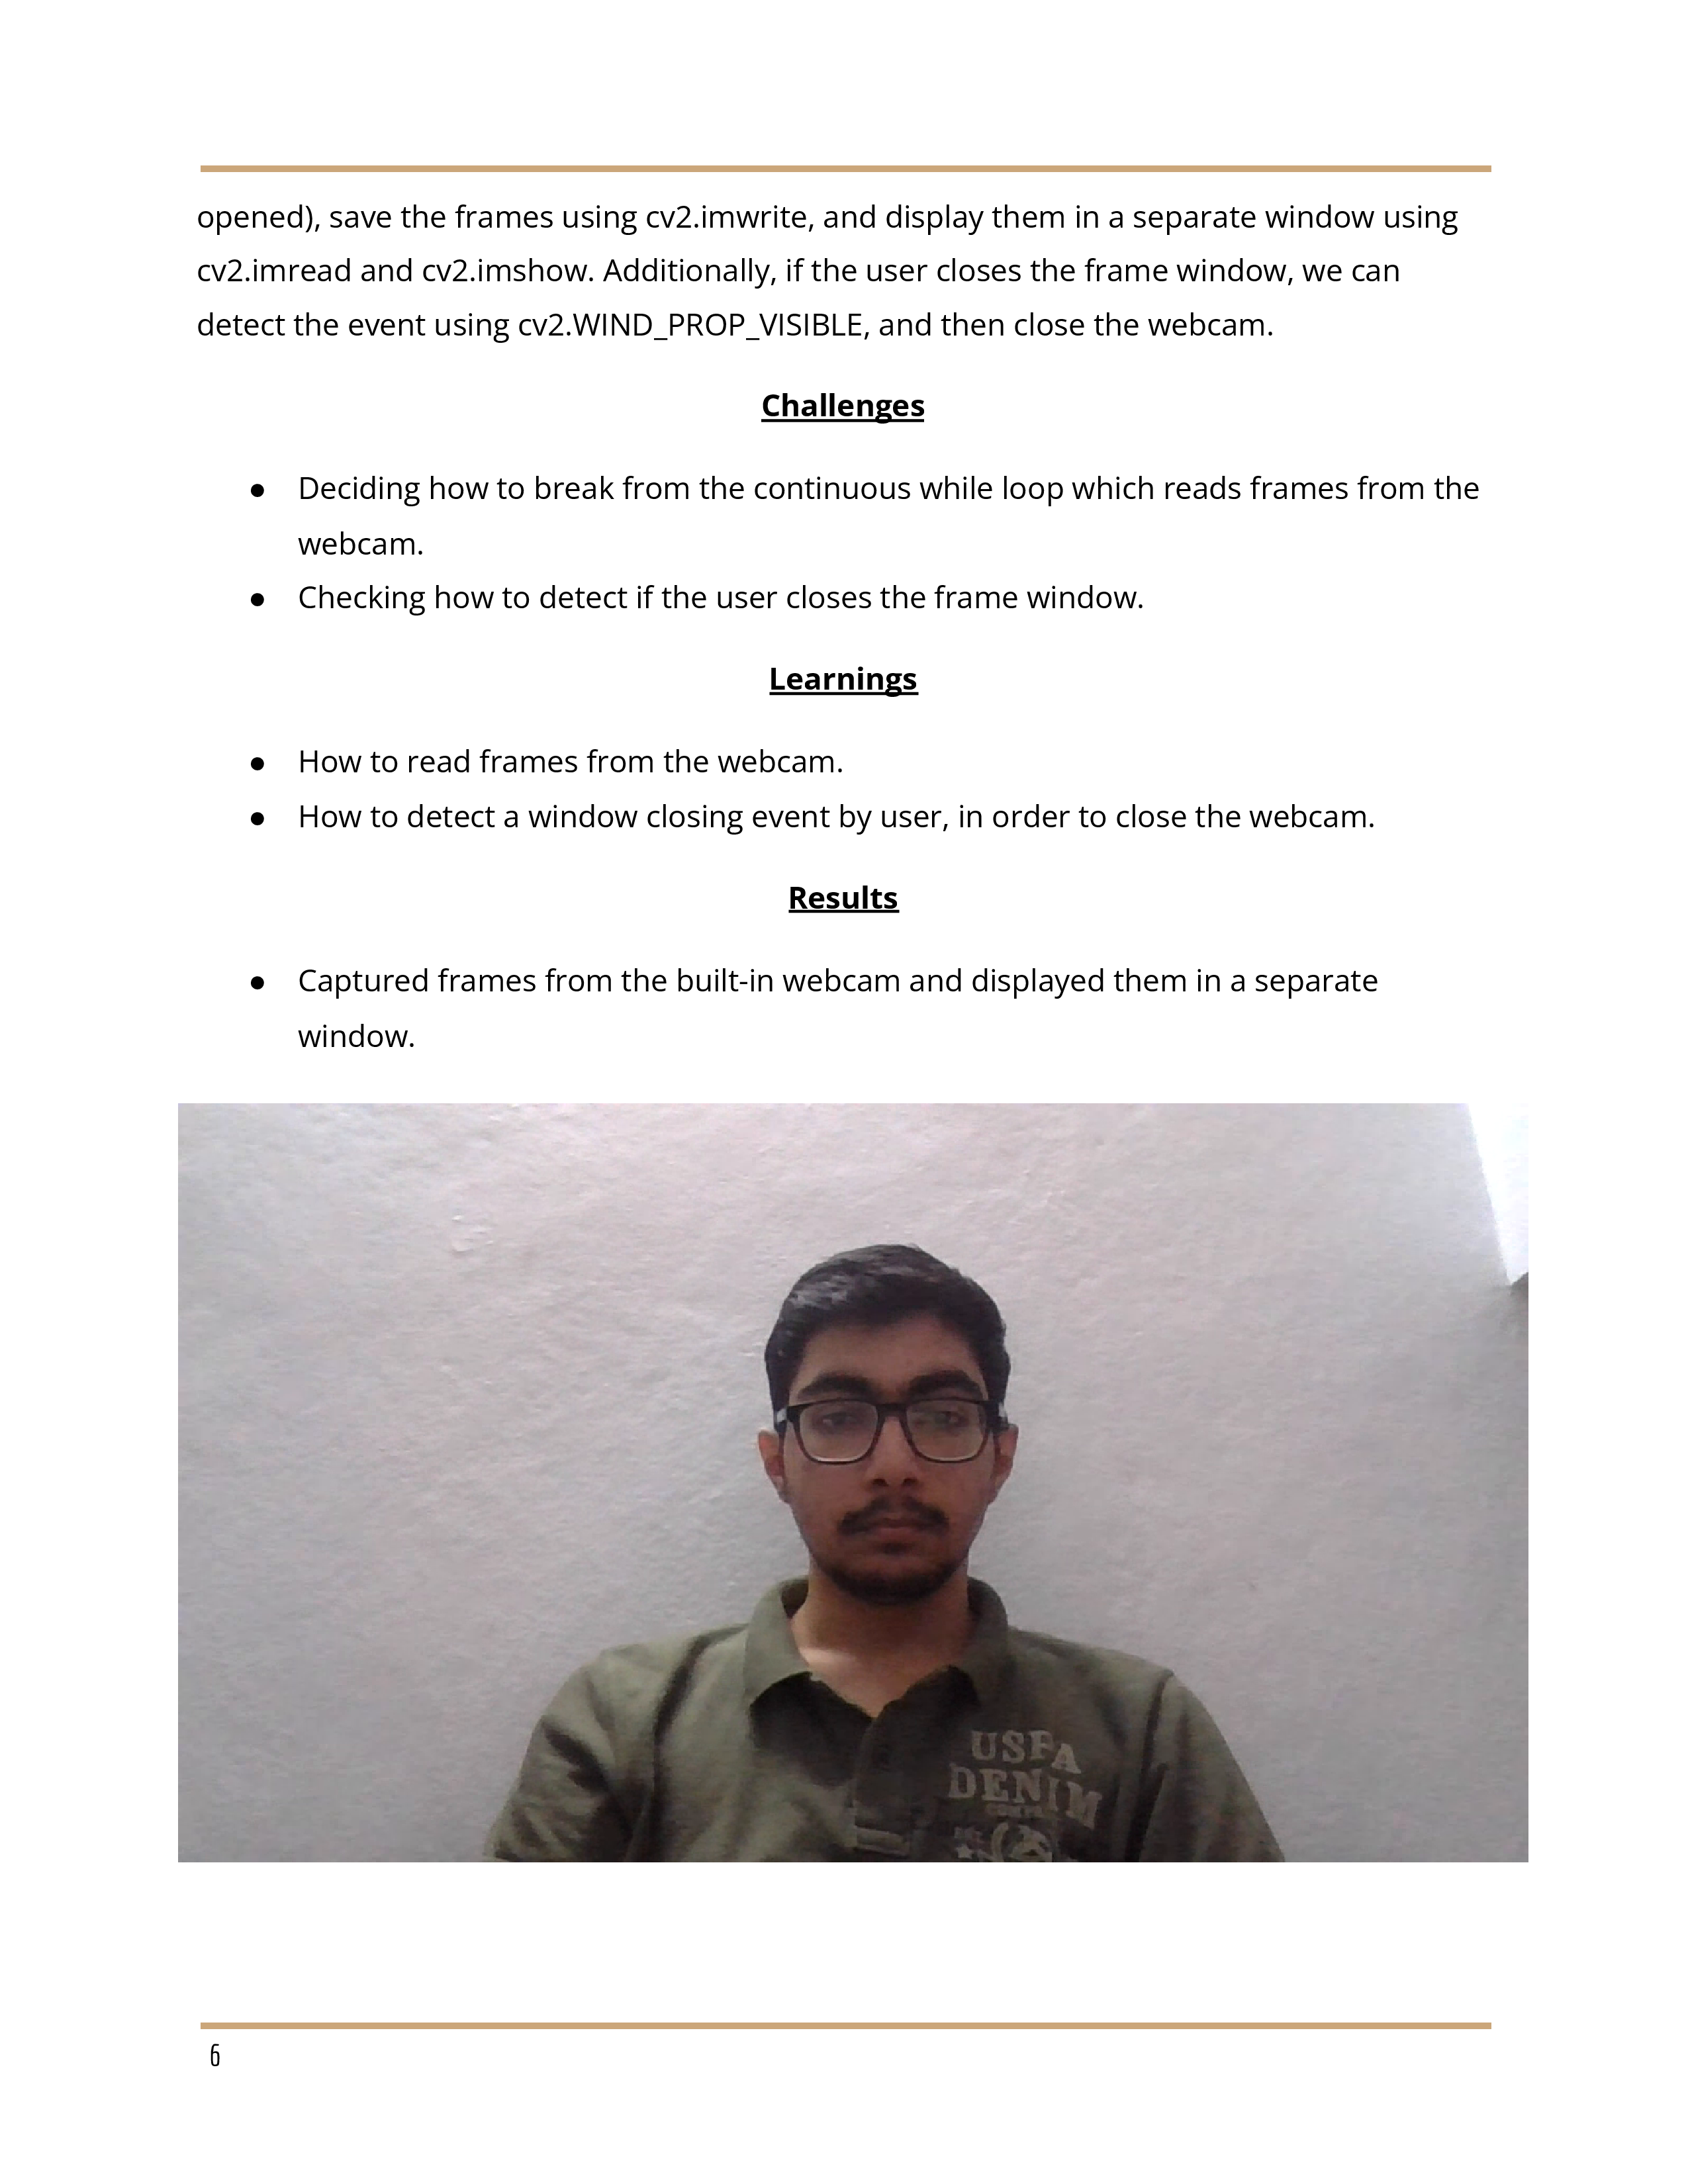 opened), save the frames using cv2.imwrite, and display them in a separate window using
cv2.imread and cv2.imshow. Additionally, if the user closes the frame window, we can
detect the event using cv2.WIND_PROP_VISIBLE, and then close the webcam.
Challenges
● Deciding how to break from the continuous while loop which reads frames from the
webcam.
● Checking how to detect if the user closes the frame window.
Learnings
● How to read frames from the webcam.
● How to detect a window closing event by user, in order to close the webcam.
Results
● Captured frames from the built-in webcam and displayed them in a separate
window.
USPA
DENIM
6